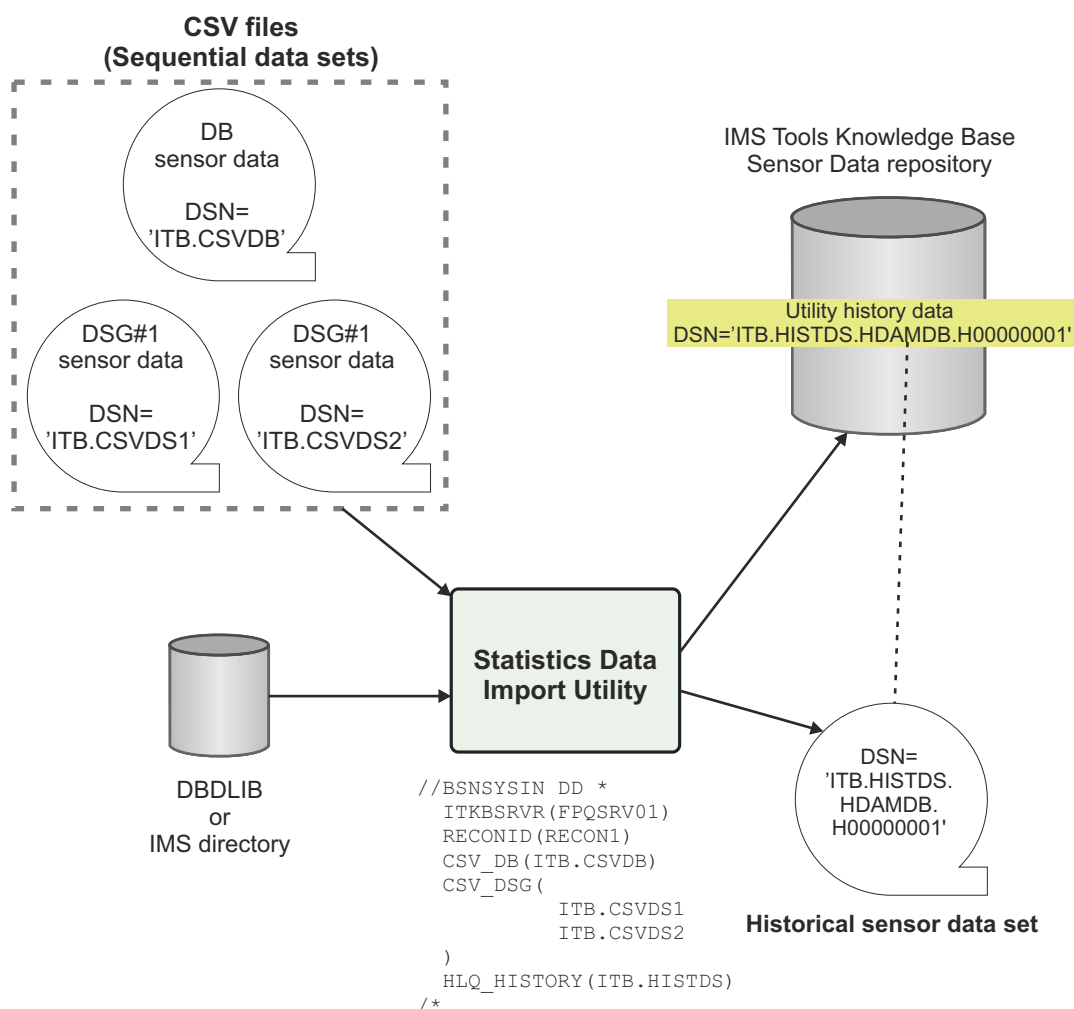 CSV files
(Sequential data sets)
DB
sensor data
DSN=
’ITB.CSVDB’
DSG#1
sensor data
DSN=
’ITB.CSVDS1’
DSG#1
sensor data
DSN=
’ITB.CSVDS2’
IMS Tools Knowledge Base
Sensor Data repository
Utility history data
DSN='ITB.HISTDS.HDAMDB.H00000001'
Statistics Data
Import Utility
DBDLIB
or
IMS directory
//BSNSYSIN DD *
ITKBSRVR(FPQSRV01)
RECONID(RECON1)
CSV_DB(ITB.CSVDB)
CSV_DSG(
ITB.CSVDS1
ITB.CSVDS2
)
HLQ_HISTORY(ITB.HISTDS)
/*
DSN=
'ITB.HISTDS.
HDAMDB.
H00000001'
Historical sensor data set